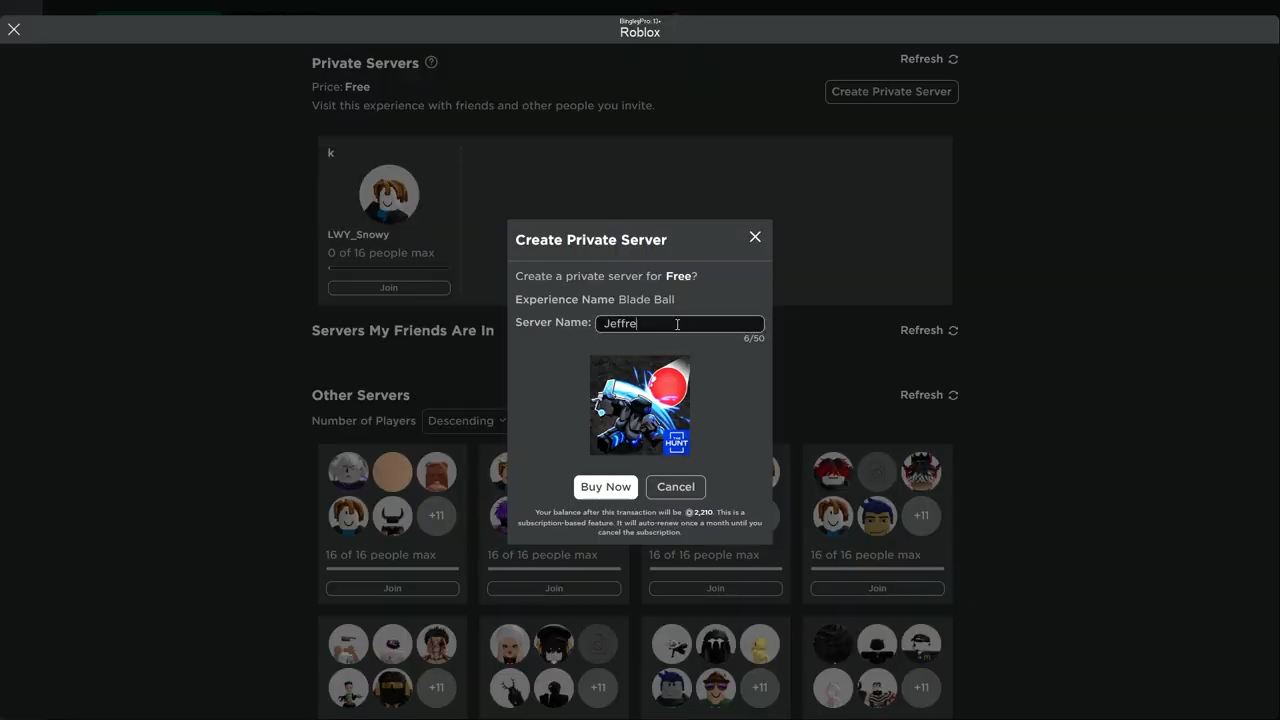 BingleyPro: 13+
Roblox
Private Servers
Refresh
Price: Free
Create Private Server
Visit this experience with friends and other people you invite.
k
LWY_Snowy
0 of 16 people max
Join
Create Private Server
Create a private server for Free?
Experience Name Blade Ball
Server Name: Jeffre
6/50
THE HUNT
Buy Now
Cancel
Your balance after this transaction will be 2,210. This is a
subscription-based feature. It will auto-renew once a month until you
cancel the subscription.
Servers My Friends Are In
Refresh
Other Servers
Refresh
Number of Players Descending
+11
+11
16 of 16 people max
16 of 16 people max
16 of 16 people max
16 of 16 people max
Join
Join
Join
Join
+11
+11
+11
+11